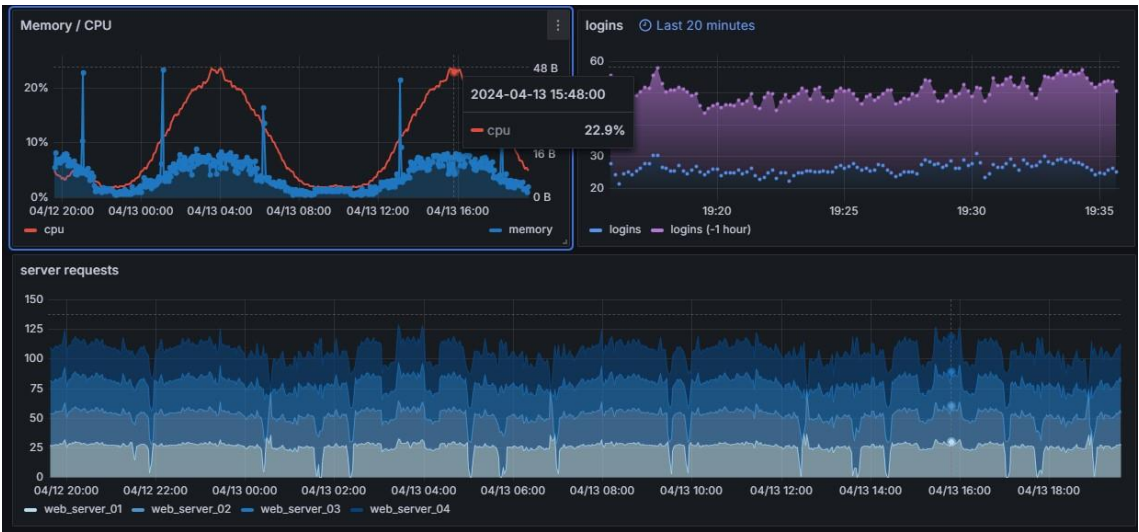 Memory / CPU
20%
10%
0%
48 B
16 B
0 B
04/12 20:00 04/13 00:00 04/13 04:00 04/13 08:00 04/13 12:00 04/13 16:00
cpu
memory
2024-04-13 15:48:00
cpu 22.9%
logins Last 20 minutes
60
30
20
19:20 19:25 19:30 19:35
logins logins (-1 hour)
server requests
150
125
100
75
50
25
0
04/12 20:00 04/12 22:00 04/13 00:00 04/13 02:00 04/13 04:00 04/13 06:00 04/13 08:00 04/13 10:00 04/13 12:00 04/13 14:00 04/13 16:00 04/13 18:00
web_server_01 web_server_02 web_server_03 web_server_04